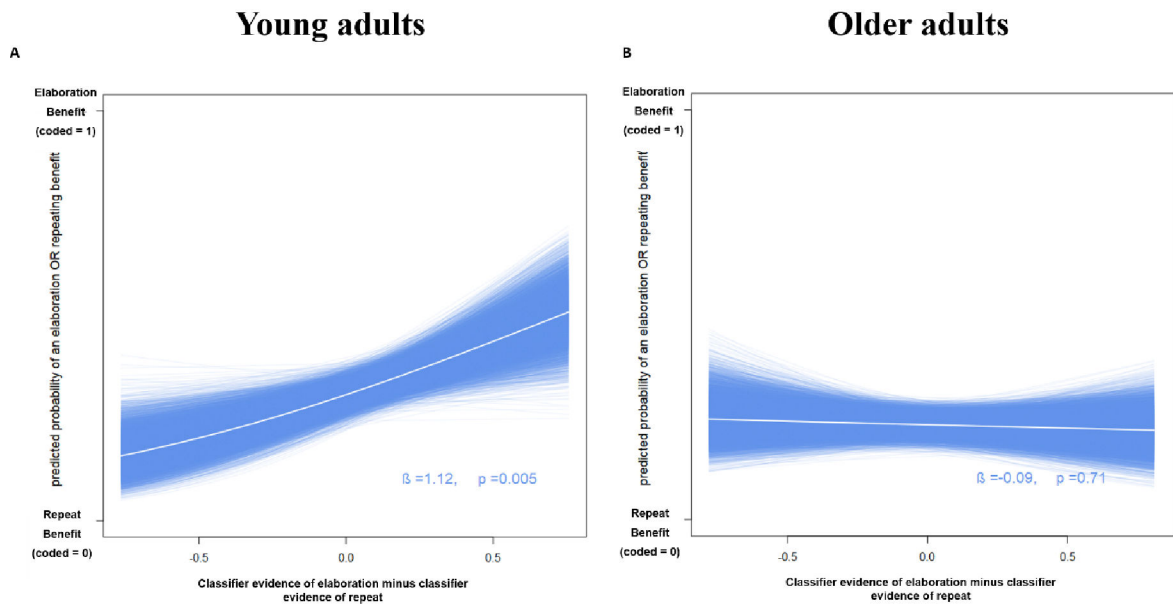 Young adults
Older adults
A
B
Elaboration
Benefit
(coded = 1)
predicted probability of an elaboration OR repeating benefit
Repeat
Benefit
(coded = 0)
ß =1.12, p =0.005
-0.5
0.0
0.5
Classifier evidence of elaboration minus classifier
evidence of repeat
Elaboration
Benefit
(coded = 1)
predicted probability of an elaboration OR repeating benefit
Repeat
Benefit
(coded = 0)
ß =-0.09, p =0.71
-0.5
0.0
0.5
Classifier evidence of elaboration minus classifier
evidence of repeat